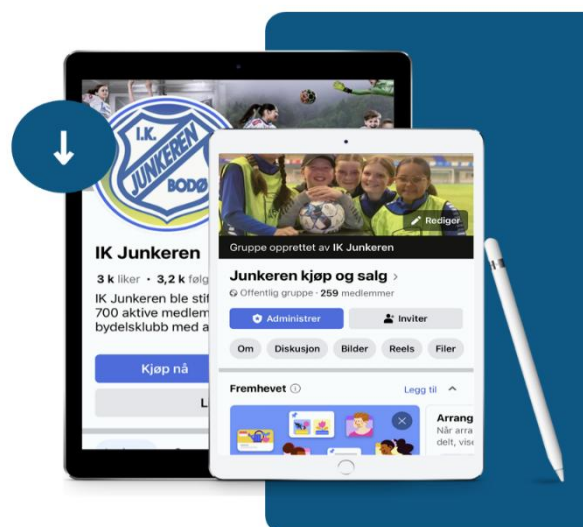 I.K.
JUNKEREN
BODØ
IK Junkeren
3 k liker · 3,2 k følg
IK Junkeren ble stif
700 aktive medlem
bydelsklubb med a
Kjøp nå
L
Rediger
Gruppe opprettet av IK Junkeren
Junkeren kjøp og salg >
Offentlig gruppe · 259 medlemmer
Administrer
Inviter
Om
Diskusjon
Bilder
Reels
Filer
Fremhevet
Legg til
Arrang
Når arra
delt, vise